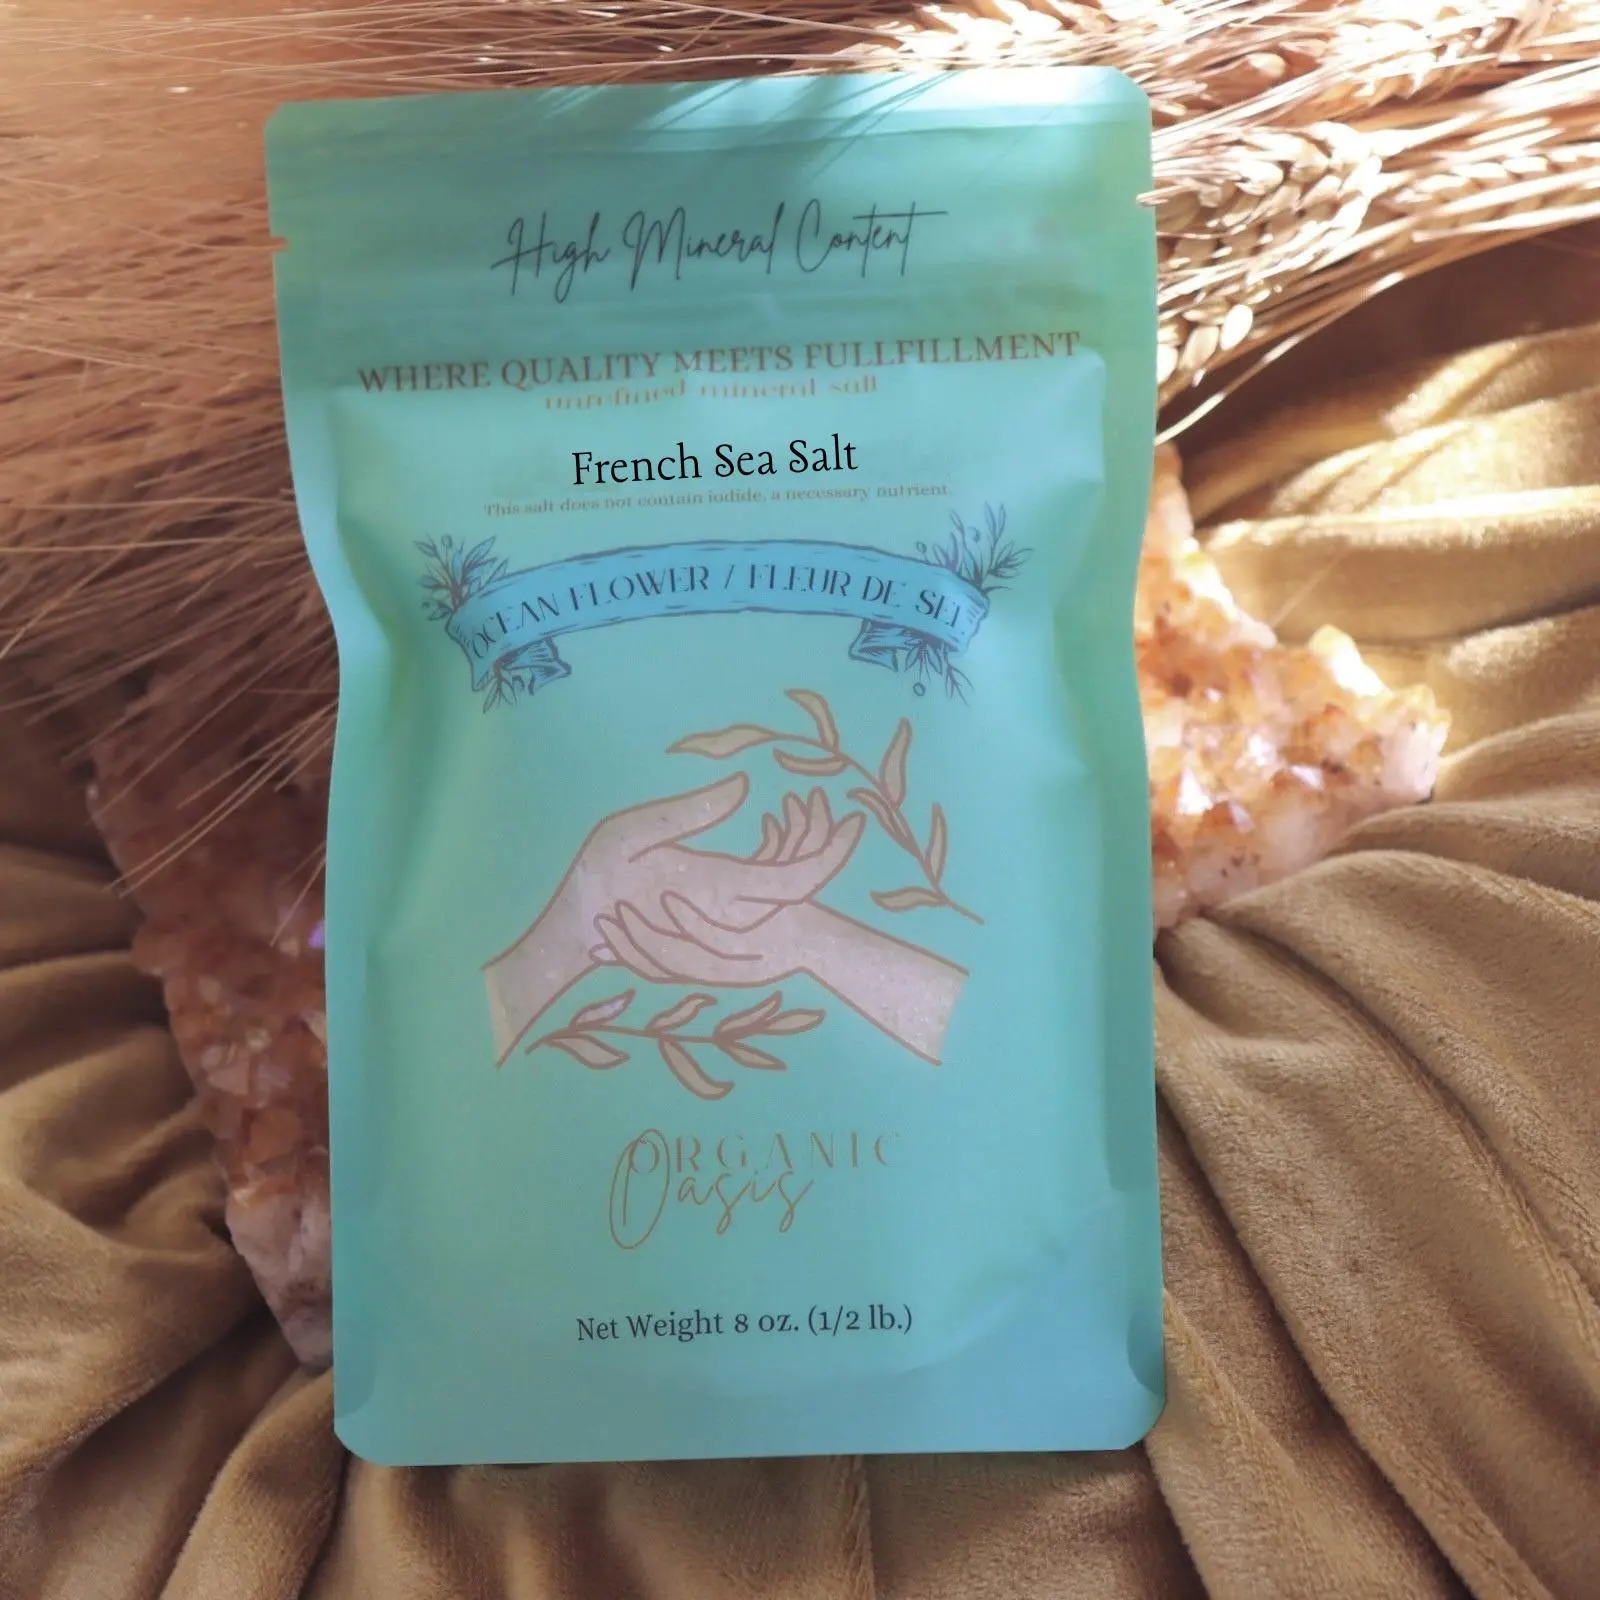 High Mineral Content
WHERE QUALITY MEETS FULLFILLMENT
unrefined mineral salt
French Sea Salt
This salt does not contain iodide, a necessary nutrient.
OCEAN FLOWER / FLEUR DE SEL
ORGANIC
Oasis
Net Weight 8 oz. (1/2 lb.)